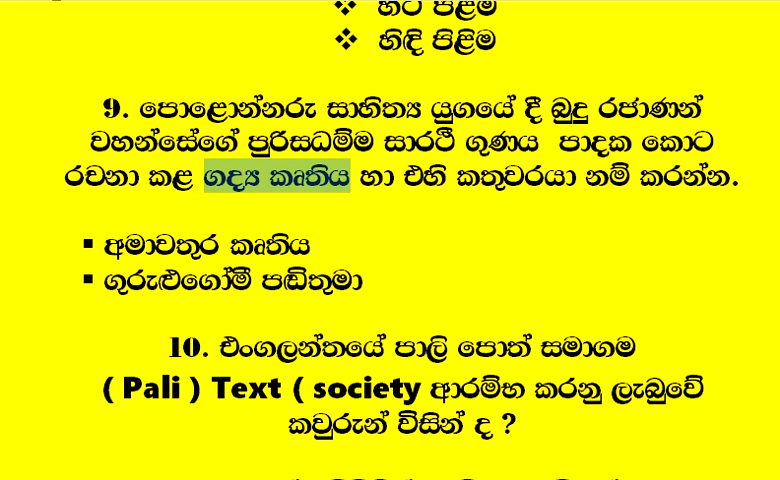 ❖ හිටි පිළිම
❖ හිඳි පිළිම
9. පොළොන්නරු සාහිත්‍ය යුගයේ දී බුදු රජාණන්
වහන්සේගේ පුරිසධම්ම සාරථී ගුණය පාදක කොට
රචනා කළ ගද්‍ය කෘතිය හා එහි කතුවරයා නම් කරන්න.
▪ අමාවතුර කෘතිය
▪ ගුරුළුගෝමී පඬිතුමා
10. එංගලන්තයේ පාලි පොත් සමාගම
( Pali ) Text ( society ආරම්භ කරනු ලැබුවේ
කවුරුන් විසින් ද ?